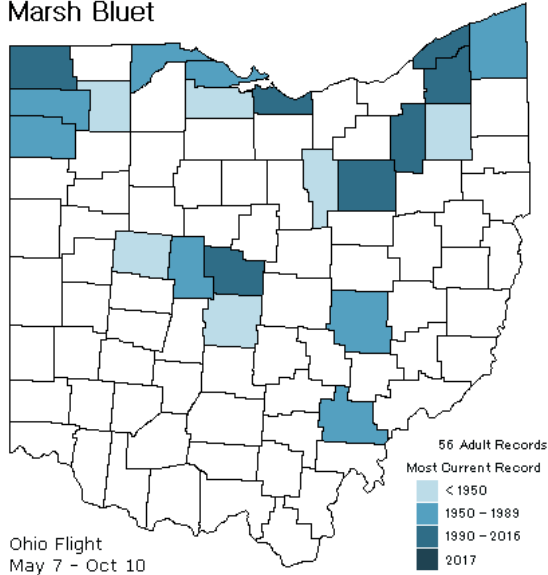 Marsh Bluet
56 Adult Records
Most Current Record
< 1950
1950 - 1989
1990 - 2016
2017
Ohio Flight
May 7 - Oct 10